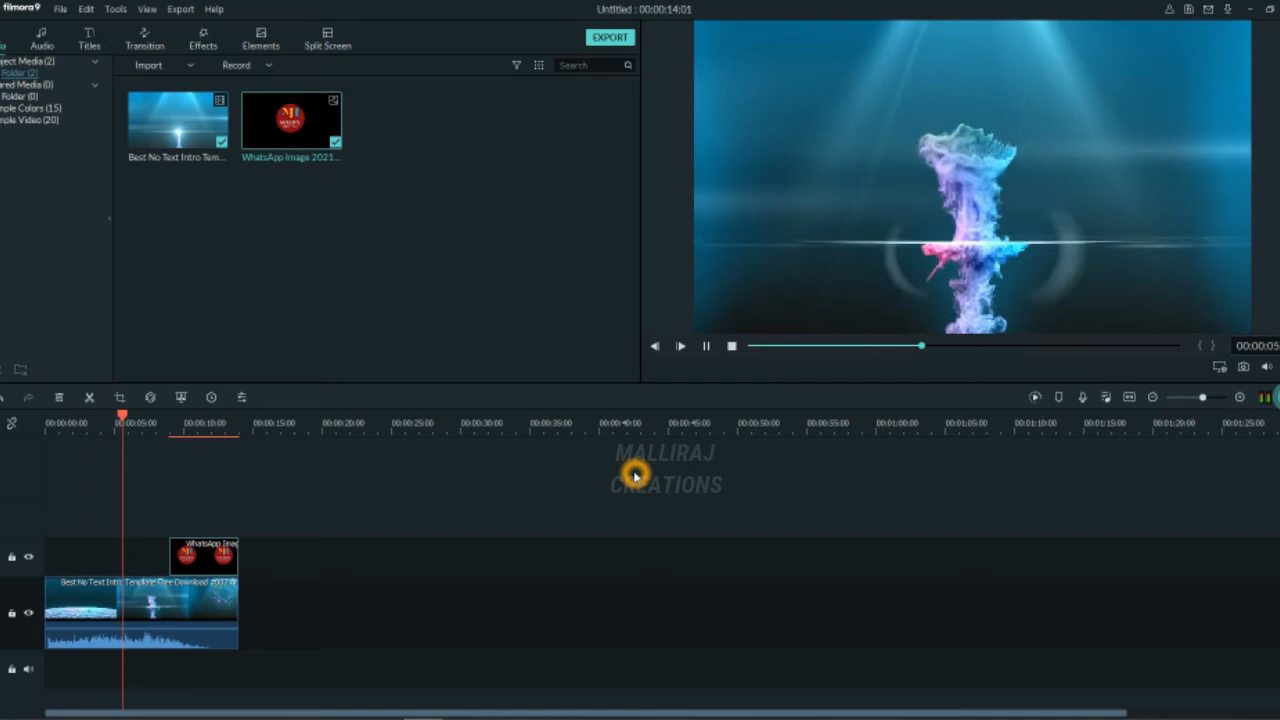 filmora9 File Edit Tools View Export Help Untitled : 00:00:14:01
Audio Titles Transition Effects Elements Split Screen EXPORT
ject Media (2)
Folder (2)
ared Media (0)
Folder (0)
mple Colors (15)
mple Video (20)
Import Record Search
Best No Text Intro Tem... WhatsApp Image 2021...
00:00:05
00:00:00:00 00:00:05:00 00:00:10:00 00:00:15:00 00:00:20:00 00:00:25:00 00:00:30:00 00:00:35:00 00:00:40:00 00:00:45:00 00:00:50:00 00:00:55:00 00:01:00:00 00:01:05:00 00:01:10:00 00:01:15:00 00:01:20:00 00:01:25:00
MALLIRAJ
CREATIONS
WhatsApp Imag
Best No Text Intro Template Free Download #002